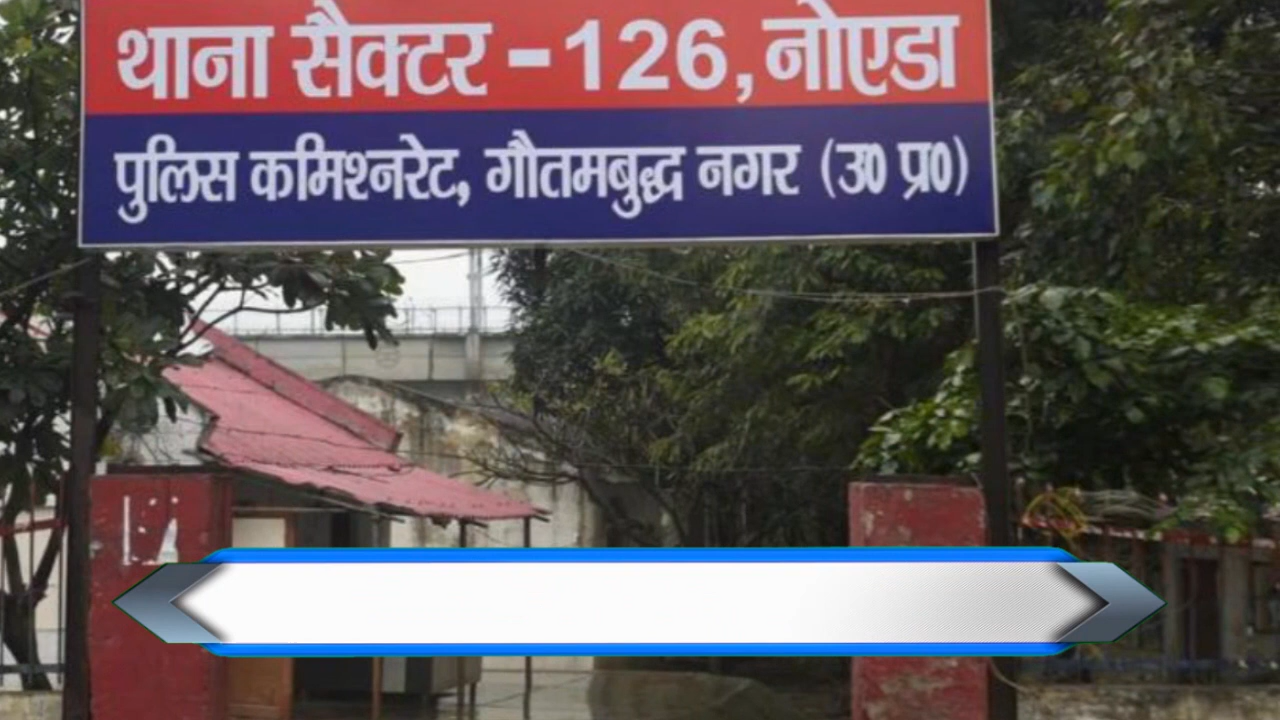 थाना सैक्टर -126, नोएडा
पुलिस कमिश्नरेट, गौतमबुद्ध नगर (उ0 प्र0)